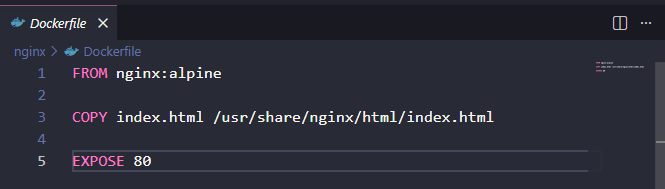 Dockerfile
nginx > Dockerfile
1 FROM nginx:alpine
2
3 COPY index.html /usr/share/nginx/html/index.html
4
5 EXPOSE 80